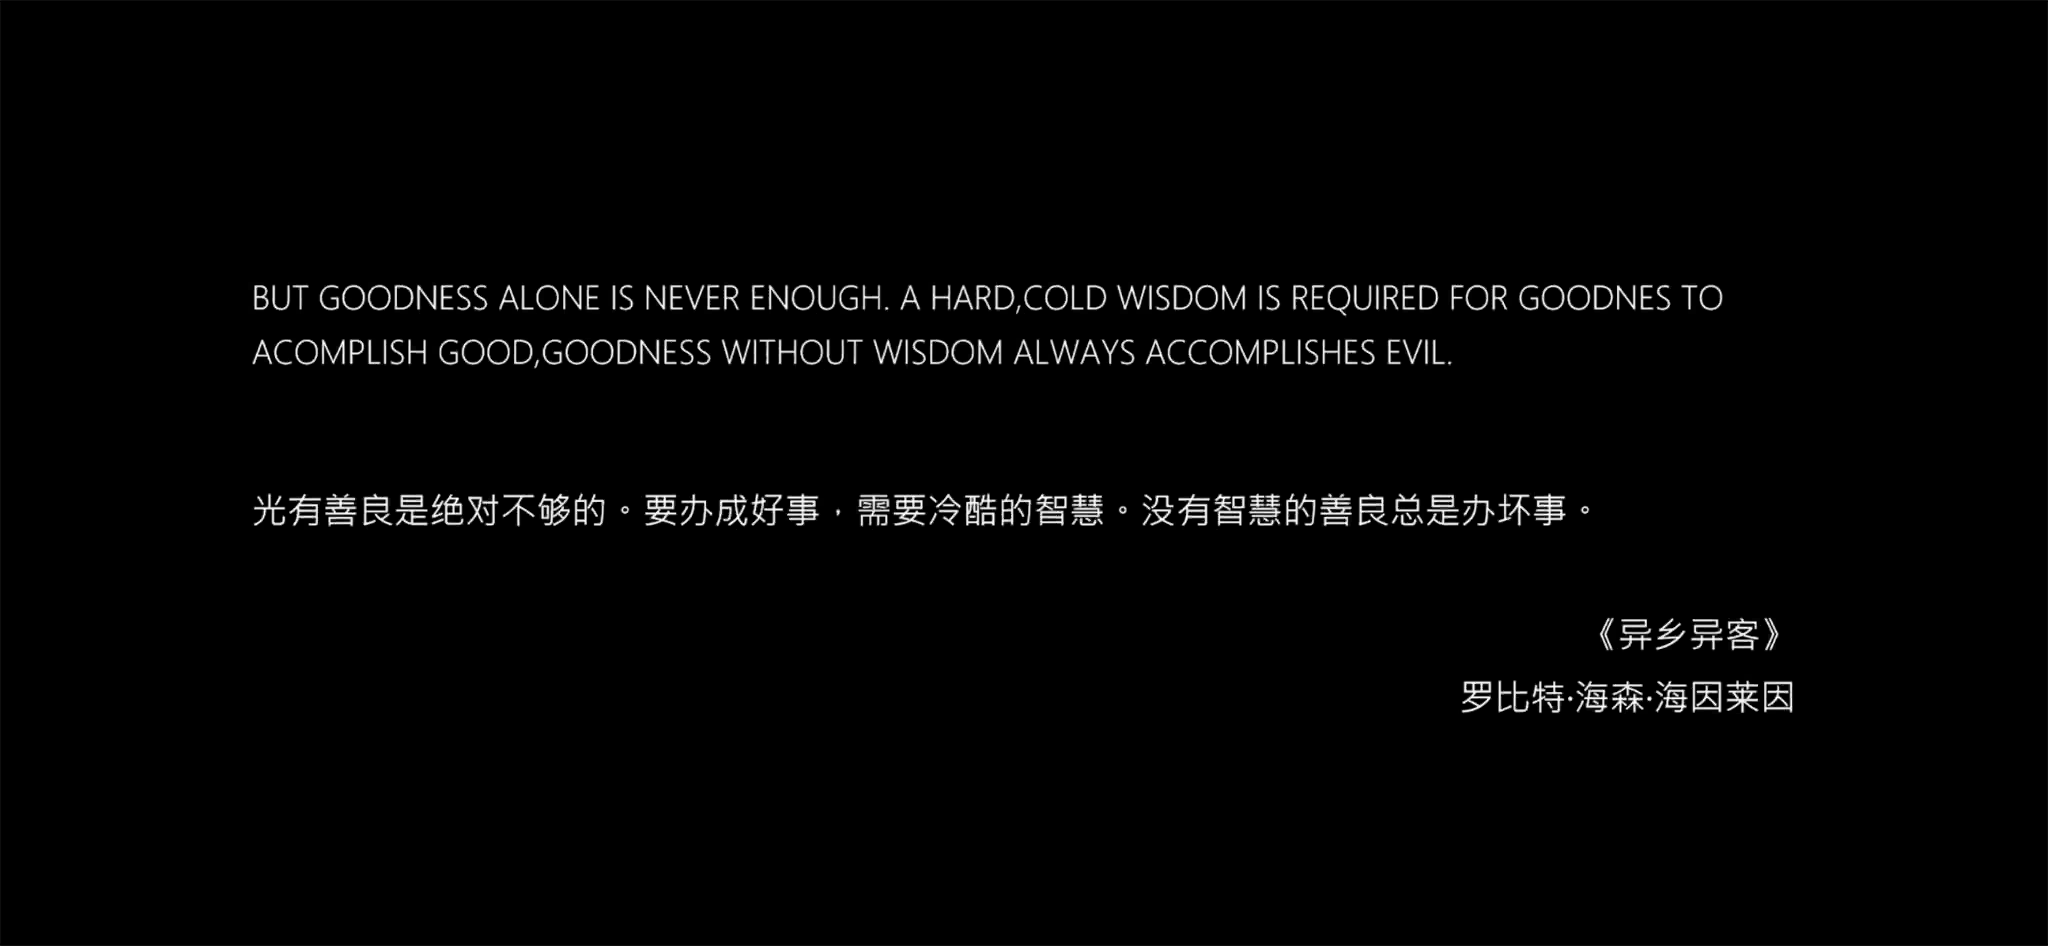 BUT GOODNESS ALONE IS NEVER ENOUGH. A HARD,COLD WISDOM IS REQUIRED FOR GOODNES TO
ACOMPLISH GOOD,GOODNESS WITHOUT WISDOM ALWAYS ACCOMPLISHES EVIL.
光有善良是绝对不够的。要办成好事，需要冷酷的智慧。没有智慧的善良总是办坏事。
《异乡异客》
罗比特·海森·海因莱因